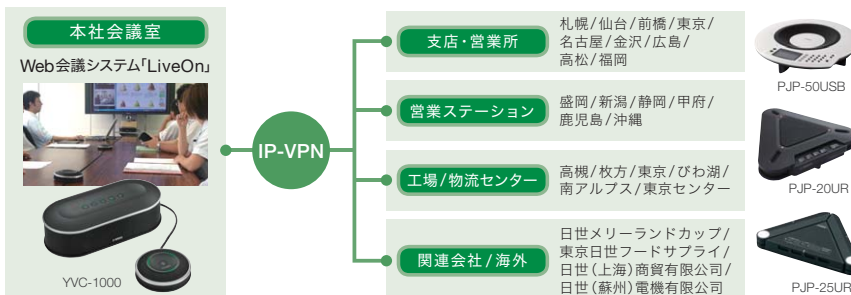 本社会議室
Web会議システム「LiveOn」
YVC-1000
IP-VPN
支店・営業所
札幌/仙台/前橋/東京/
名古屋/金沢/広島/
高松/福岡
営業ステーション
盛岡/新潟/静岡/甲府/
鹿児島/沖縄
工場/物流センター
高槻/枚方/東京/びわ湖/
南アルプス/東京センター
関連会社/海外
日世メリーランドカップ/
東京日世フードサプライ/
日世(上海)商貿有限公司/
日世(蘇州)電機有限公司
PJP-50USB
PJP-20UR
PJP-25UR